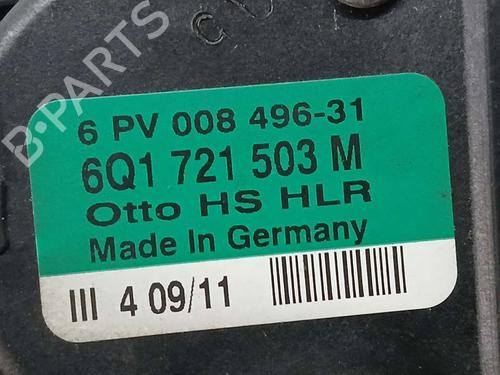 CU
B-PARTS
6 PV 008 496-31
6Q1 721 503 M
Otto HS HLR
Made In Germany
III 4 09/11